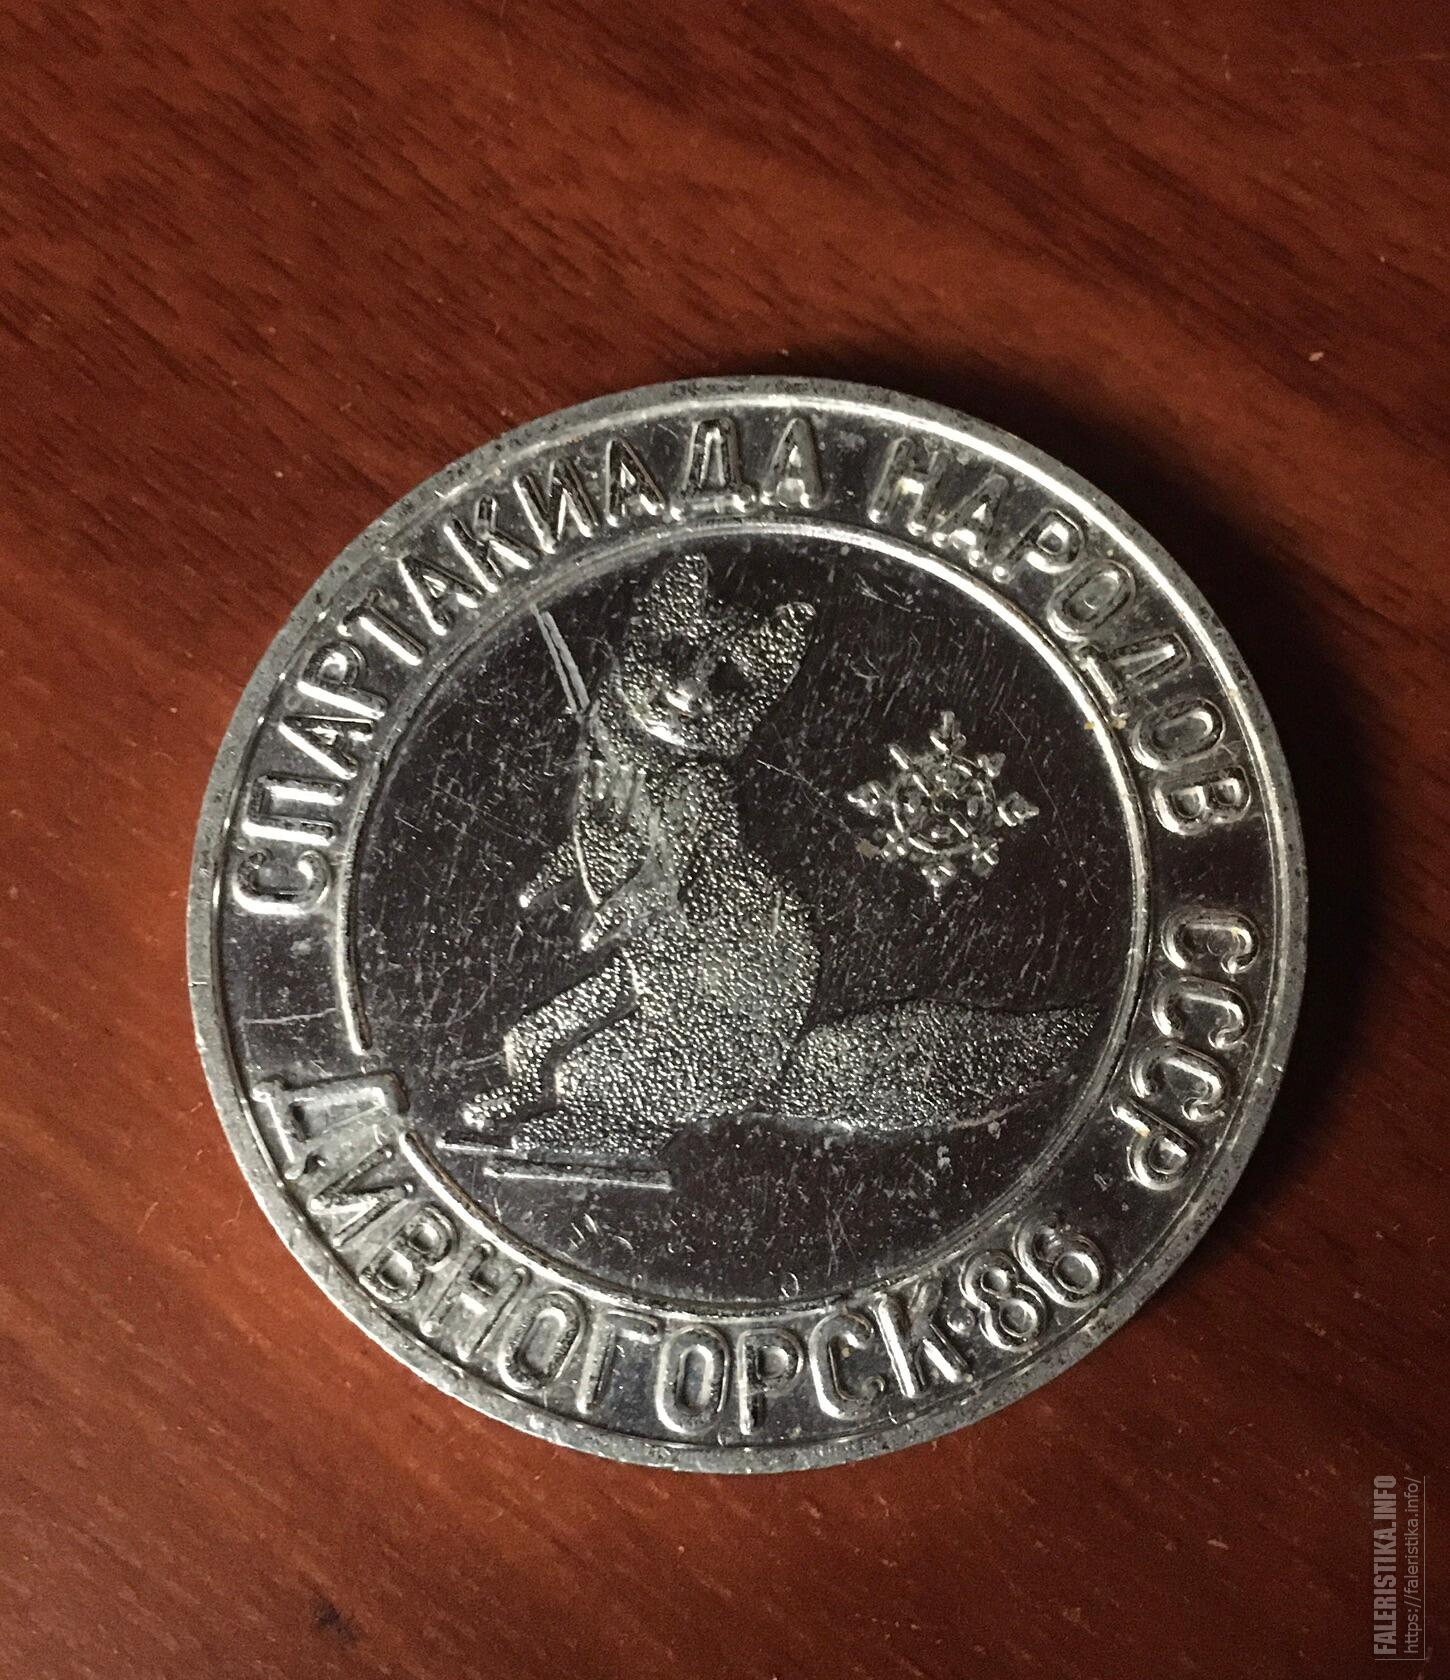 СПАРТАКИАДА НАРОДОВ СССР
ДИВНОГОРСК·86
FALERISTIKA.INFO
https://faleristika.info/